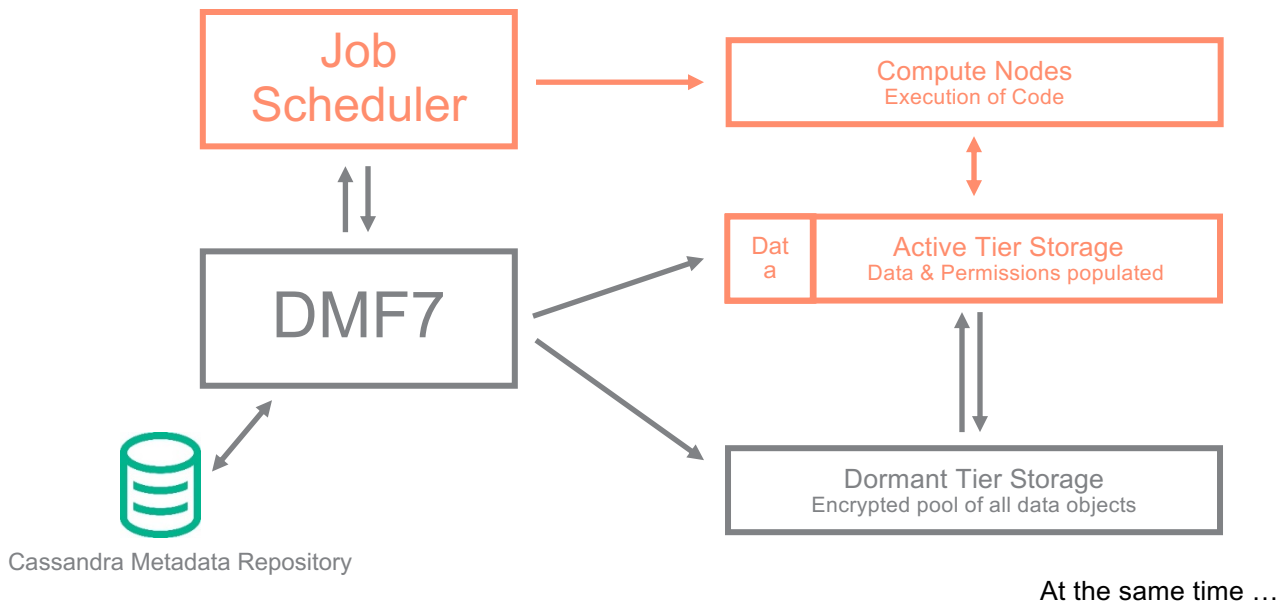 Job
Scheduler
Compute Nodes
Execution of Code
Dat
a
Active Tier Storage
Data & Permissions populated
DMF7
Dormant Tier Storage
Encrypted pool of all data objects
Cassandra Metadata Repository
At the same time …